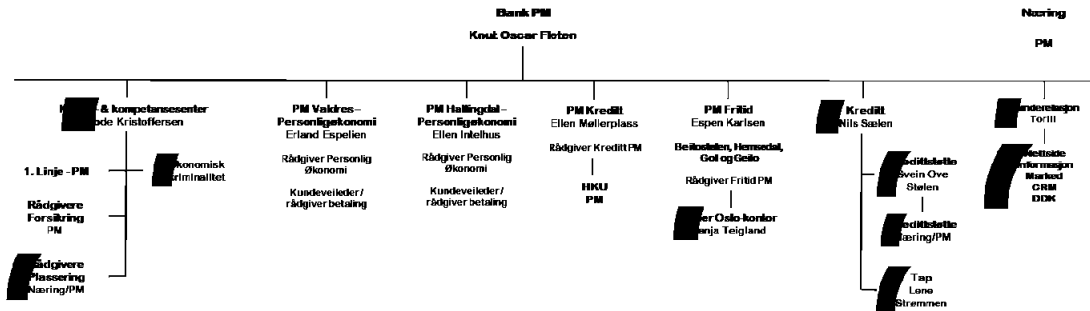 Bank PM
Knut Oscar Fleten
Næring
PM
& kompetansesenter
Kristoffersen
1. Linje - PM
Økonomisk
kriminalitet
Rådgivere
Forsikring
PM
Rådgivere
Plassering
Næring/PM
PM Valdres –
Personligøkonomi
Erland Espelien
Rådgiver Personlig
Økonomi
Kundeveileder/
rådgiver betaling
PM Hallingdal –
Personligøkonomi
Ellen Intelhus
Rådgiver Personlig
Økonomi
Kundeveileder/
rådgiver betaling
PM Kreditt
Ellen Møllerplass
Rådgiver Kreditt PM
HKU
PM
PM Fritid
Espen Karlsen
Beitostølen, Hemsedal,
Gol og Geilo
Rådgiver Fritid PM
Oslo-kontor
Teigland
Kreditt
Nils Sælen
Kredittstøtte
Svein Ove
Stølen
Kredittstøtte
Næring/PM
Tap
Lene
Strømmen
Kunderelasjon
Torill
Nettside
Informasjon
Marked
CRM
DDK